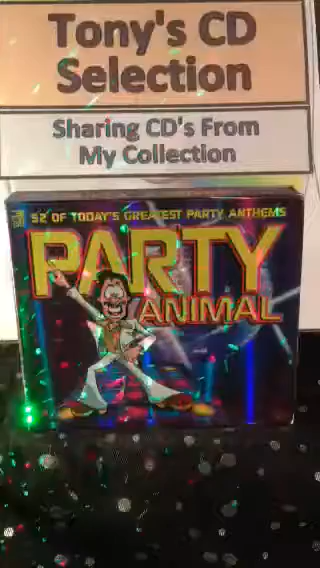 Tony's CD
Selection
Sharing CD's From
My Collection
52 OF TODAY'S GREATEST PARTY ANTHEMS
PARTY
ANIMAL